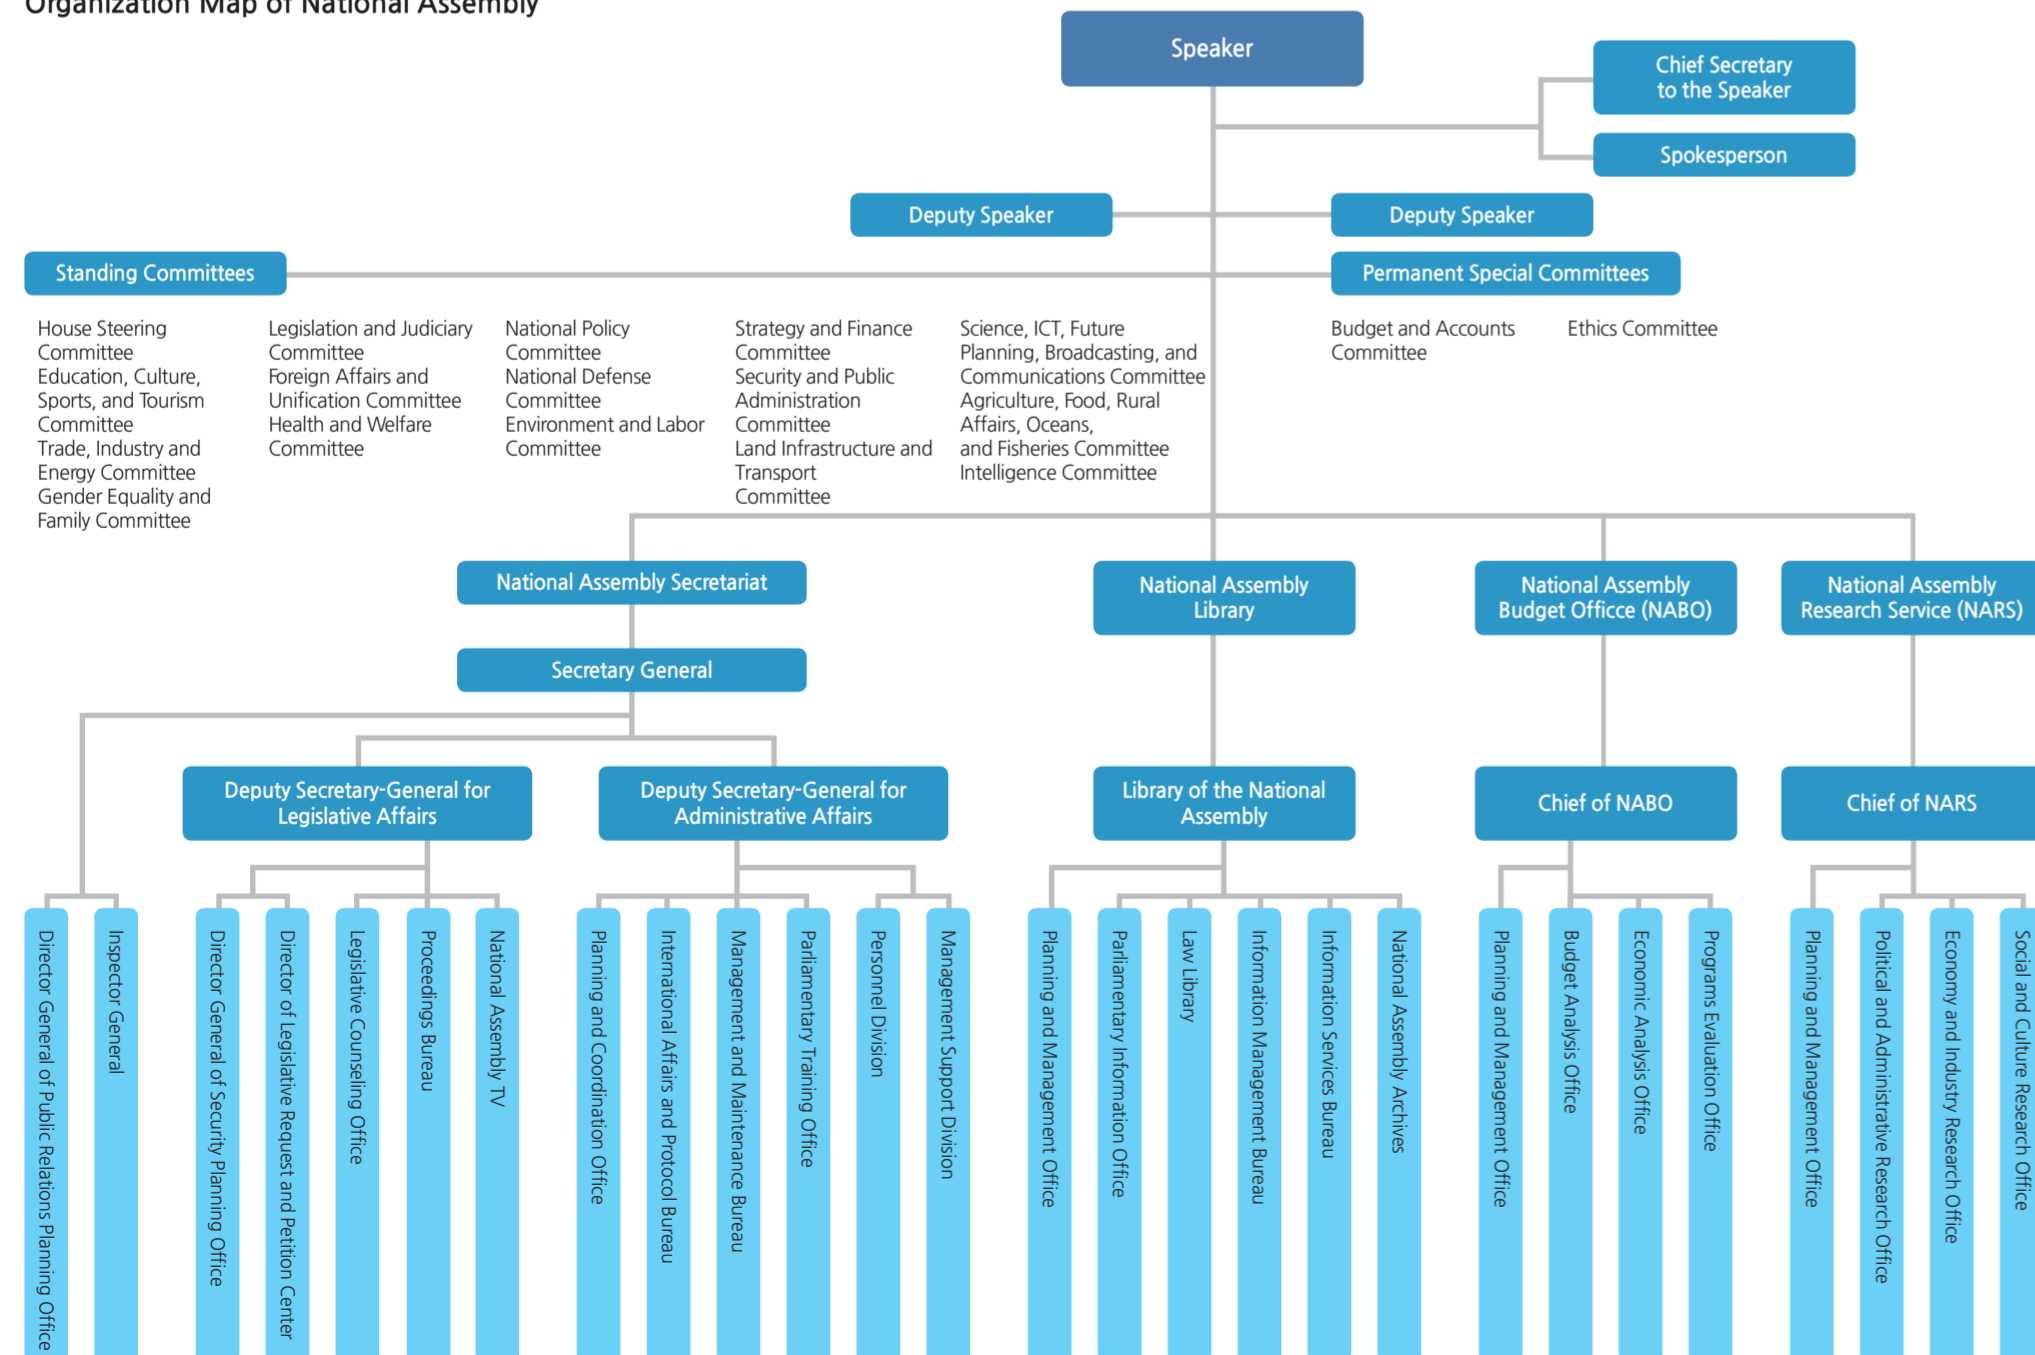 Organization Map of National Assembly
Speaker
Chief Secretary
to the Speaker
Spokesperson
Deputy Speaker
Deputy Speaker
Standing Committees
Permanent Special Committees
House Steering
Committee
Education, Culture,
Sports, and Tourism
Committee
Trade, Industry and
Energy Committee
Gender Equality and
Family Committee
Legislation and Judiciary
Committee
Foreign Affairs and
Unification Committee
Health and Welfare
Committee
National Policy
Committee
National Defense
Committee
Environment and Labor
Committee
Strategy and Finance
Committee
Security and Public
Administration
Committee
Land Infrastructure and
Transport
Committee
Science, ICT, Future
Planning, Broadcasting, and
Communications Committee
Agriculture, Food, Rural
Affairs, Oceans,
and Fisheries Committee
Intelligence Committee
Budget and Accounts
Committee
Ethics Committee
National Assembly Secretariat
National Assembly
Library
National Assembly
Budget Officce (NABO)
National Assembly
Research Service (NARS)
Secretary General
Deputy Secretary-General for
Legislative Affairs
Deputy Secretary-General for
Administrative Affairs
Library of the National
Assembly
Chief of NABO
Chief of NARS
Director General of Public Relations Planning Office
Inspector General
Director General of Security Planning Office
Director of Legislative Request and Petition Center
Legislative Counseling Office
Proceedings Bureau
National Assembly TV
Planning and Coordination Office
International Affairs and Protocol Bureau
Management and Maintenance Bureau
Parliamentary Training Office
Personnel Division
Management Support Division
Planning and Management Office
Parliamentary Information Office
Law Library
Information Management Bureau
Information Services Bureau
National Assembly Archives
Planning and Management Office
Budget Analysis Office
Economic Analysis Office
Programs Evaluation Office
Planning and Management Office
Political and Administrative Research Office
Economy and Industry Research Office
Social and Culture Research Office